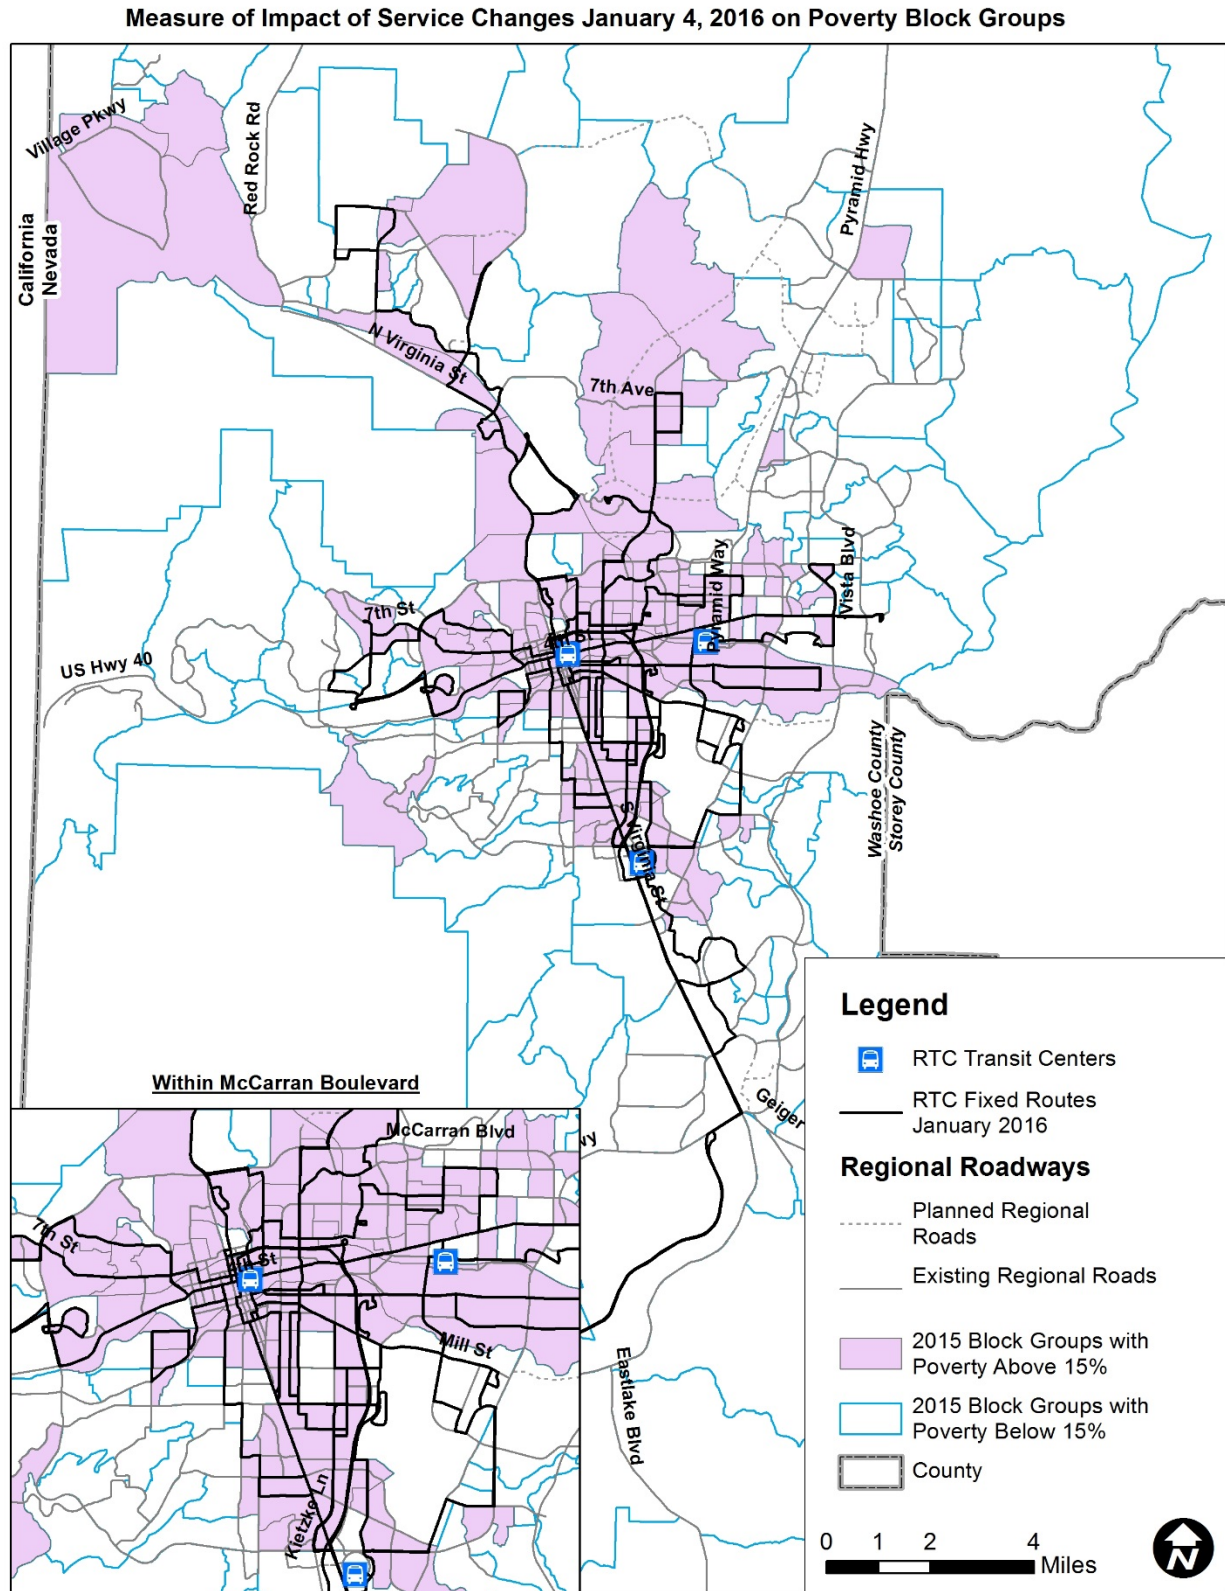 Measure of Impact of Service Changes January 4, 2016 on Poverty Block Groups
Village Pkwy
Red Rock Rd
Pyramid Hwy
California
Nevada
N Virginia St
7th Ave
Pyramid Way
Vista Blvd
7th St
4th St
US Hwy 40
Washoe County
Storey County
S Virginia St
Geiger
wy
Eastlake Blvd
Within McCarran Boulevard
McCarran Blvd
7th St
4th St
Mill St
Kietzke Ln
Legend
RTC Transit Centers
RTC Fixed Routes
January 2016
Regional Roadways
Planned Regional
Roads
Existing Regional Roads
2015 Block Groups with
Poverty Above 15%
2015 Block Groups with
Poverty Below 15%
County
0 1 2 4
Miles
N